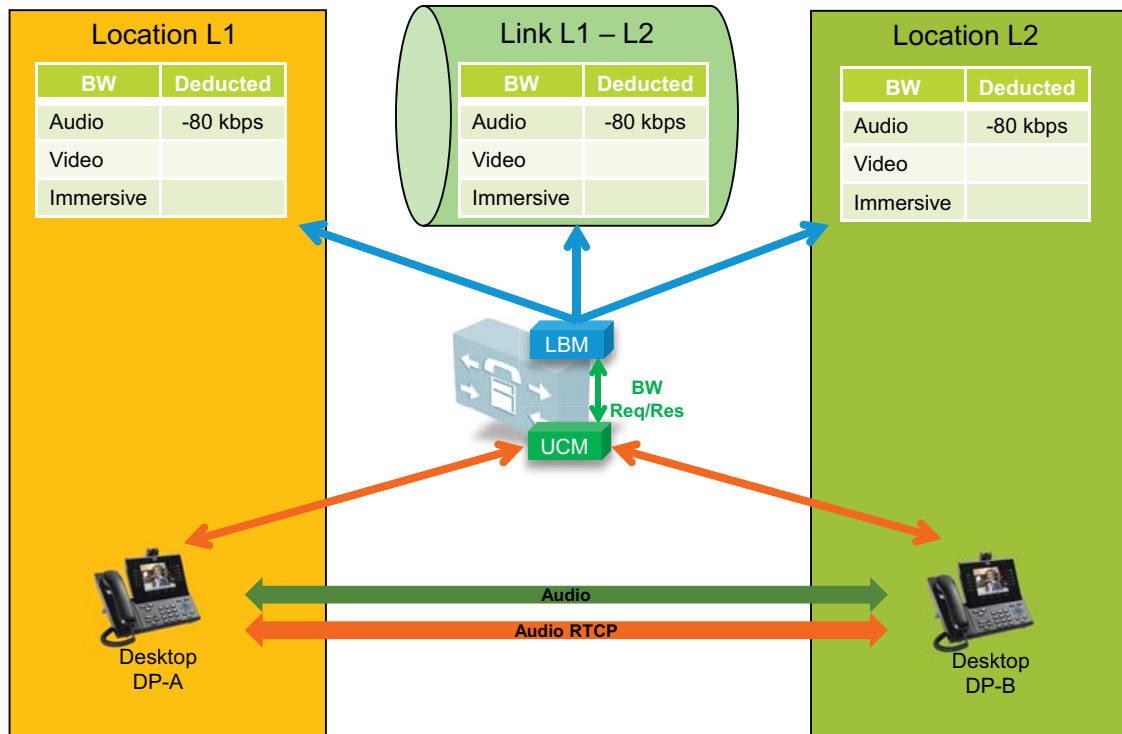 Location L1
BW Deducted
Audio -80 kbps
Video
Immersive
Link L1 – L2
BW Deducted
Audio -80 kbps
Video
Immersive
Location L2
BW Deducted
Audio -80 kbps
Video
Immersive
LBM
BW
Req/Res
UCM
Audio
Audio RTCP
Desktop
DP-A
Desktop
DP-B